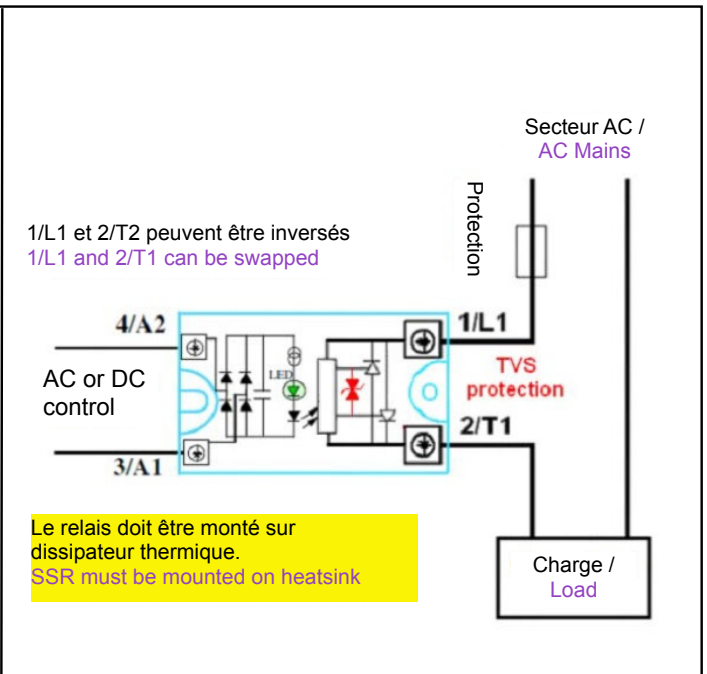 Secteur AC /
AC Mains
Protection
1/L1 et 2/T2 peuvent être inversés
1/L1 and 2/T1 can be swapped
4/A2
1/L1
LED
TVS
protection
AC or DC
control
2/T1
3/A1
Le relais doit être monté sur
dissipateur thermique.
SSR must be mounted on heatsink
Charge /
Load